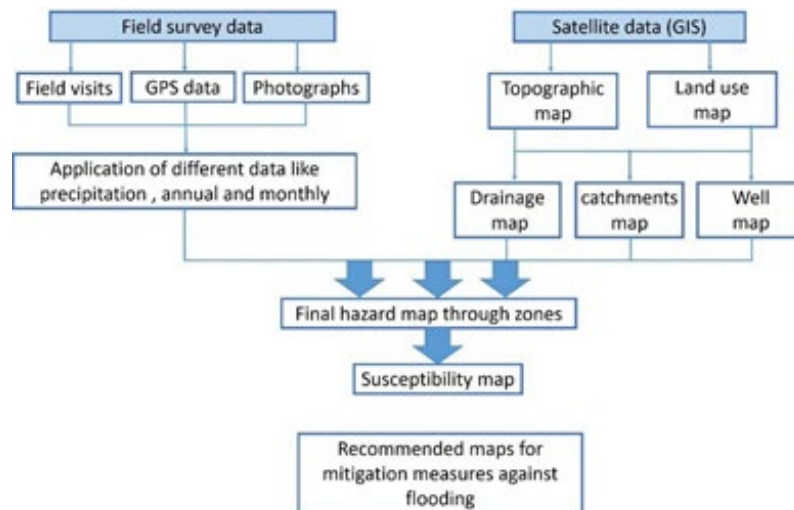 Field survey data
Satellite data (GIS)
Field visits
GPS data
Photographs
Topographic
map
Land use
map
Application of different data like
precipitation , annual and monthly
Drainage
map
catchments
map
Well
map
Final hazard map through zones
Susceptibility map
Recommended maps for
mitigation measures against
flooding